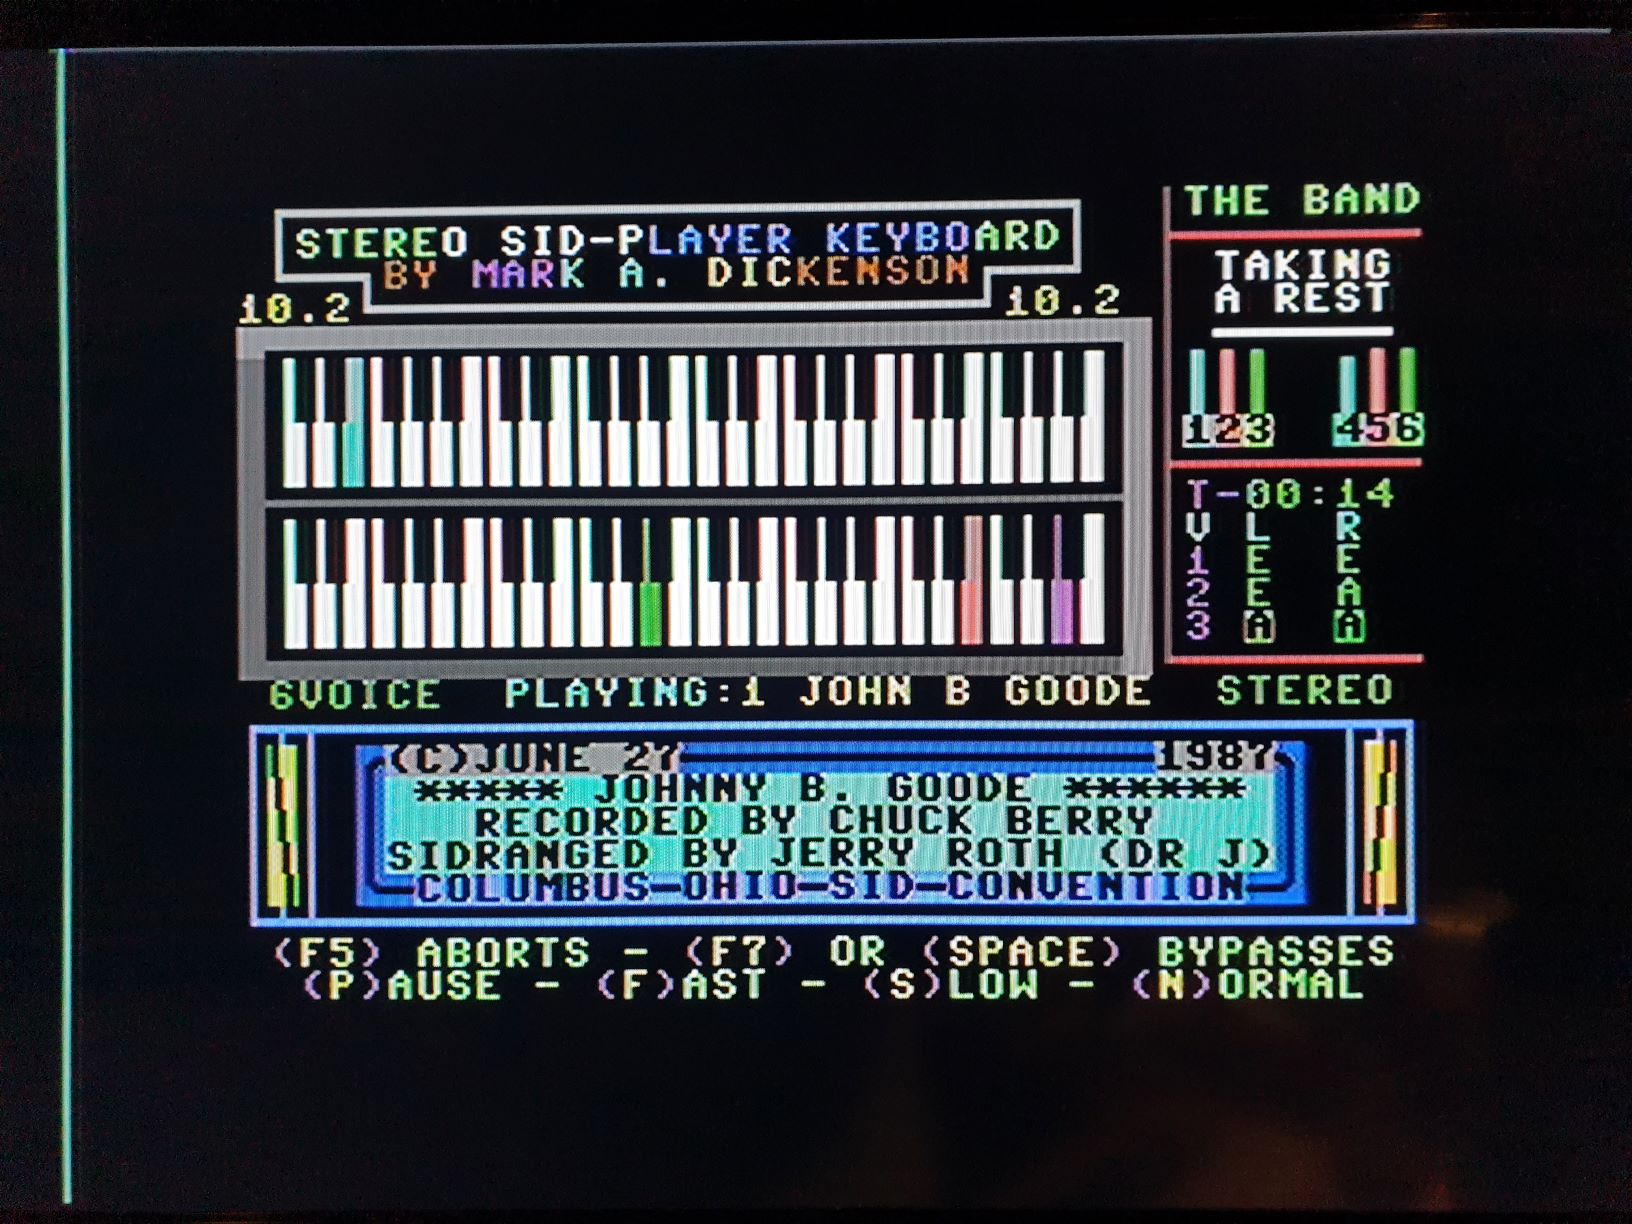 STEREO SID-PLAYER KEYBOARD
BY MARK A. DICKENSON
10.2 10.2
THE BAND
TAKING
A REST
123 456
T-00:14
V L R
1 E E
2 E A
3 A A
6VOICE PLAYING:1 JOHN B GOODE STEREO
(C)JUNE 27 1987
***** JOHNNY B. GOODE ******
RECORDED BY CHUCK BERRY
SIDRANGED BY JERRY ROTH (DR J)
COLUMBUS-OHIO-SID-CONVENTION
(F5) ABORTS - (F7) OR (SPACE) BYPASSES
(P)AUSE - (F)AST - (S)LOW - (N)ORMAL